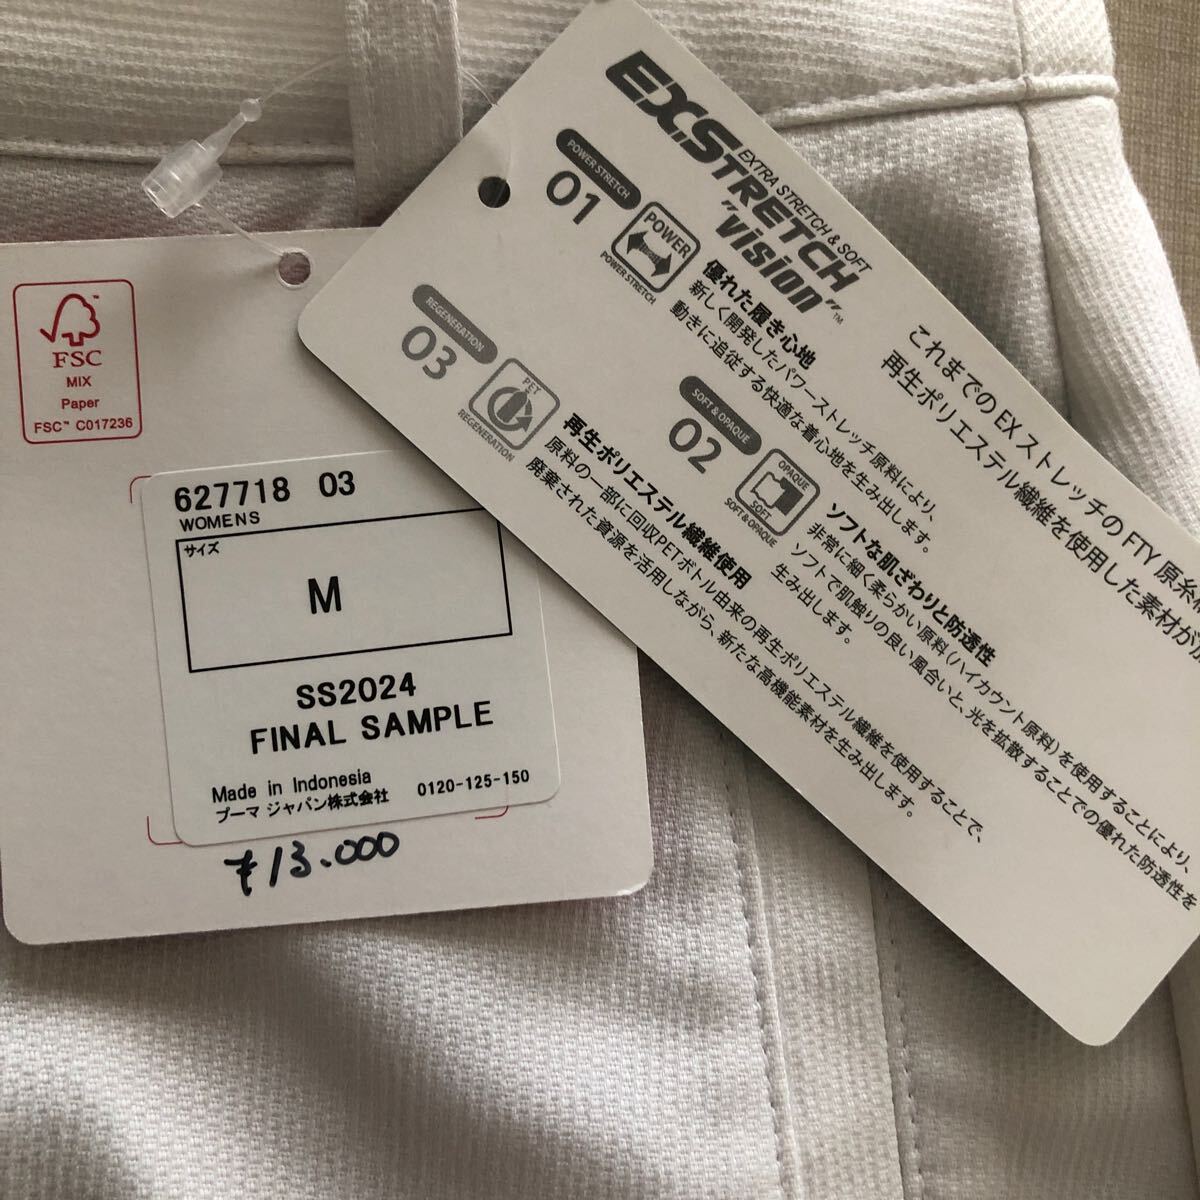 FSC
MIX
Paper
FSC™ C017236
627718 03
WOMENS
サイズ
M
SS2024
FINAL SAMPLE
Made in Indonesia
プーマ ジャパン株式会社 0120-125-150
¥13.000
EX.STRETCH
EXTRA STRETCH & SOFT
"vision"™
これまでの EX ストレッチの FTY 原糸
再生ポリエステル繊維を使用した素材が
POWER STRETCH
01
POWER
POWER STRETCH
優れた履き心地
新しく開発したパワーストレッチ原料により、
動きに追従する快適な着心地を生み出します。
SOFT & OPAQUE
02
OPAQUE
SOFT
SOFT & OPAQUE
ソフトな肌ざわりと防透性
非常に細く柔らかい原料(ハイカウント原料)を使用することにより、
ソフトで肌触りの良い風合いと、光を拡散することでの優れた防透性を
生み出します。
REGENERATION
03
PET
REGENERATION
再生ポリエステル繊維使用
原料の一部に回収PETボトル由来の再生ポリエステル繊維を使用することで、
廃棄された資源を活用しながら、新たな高機能素材を生み出します。